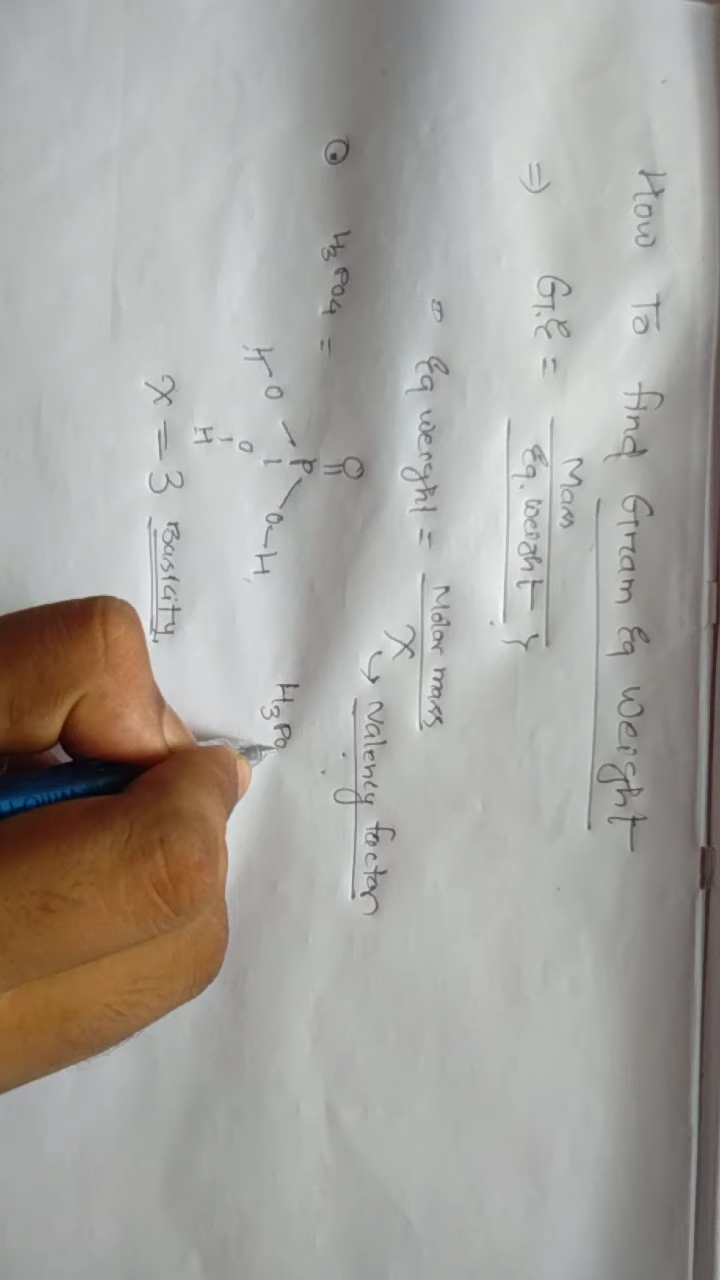 How To find Gram Eq weight
⇒ G.E = Mass
Eq. weight }
Eq weight = Molar mass
x
↳ Valency factor
⊙ H3PO4 =
O
||
H-O - P - O-H,
|
O
|
H
H3PO
x = 3 Basicity